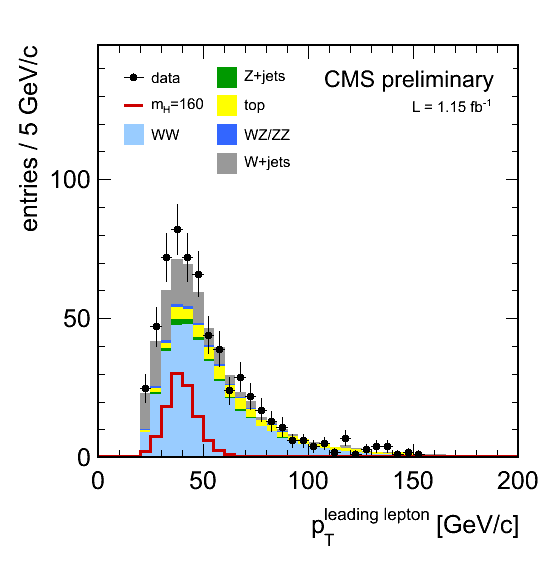 data
m_H=160
WW
Z+jets
top
WZ/ZZ
W+jets
CMS preliminary
L = 1.15 fb⁻¹
entries / 5 GeV/c
100
50
0
0 50 100 150 200
p_T^leading lepton [GeV/c]